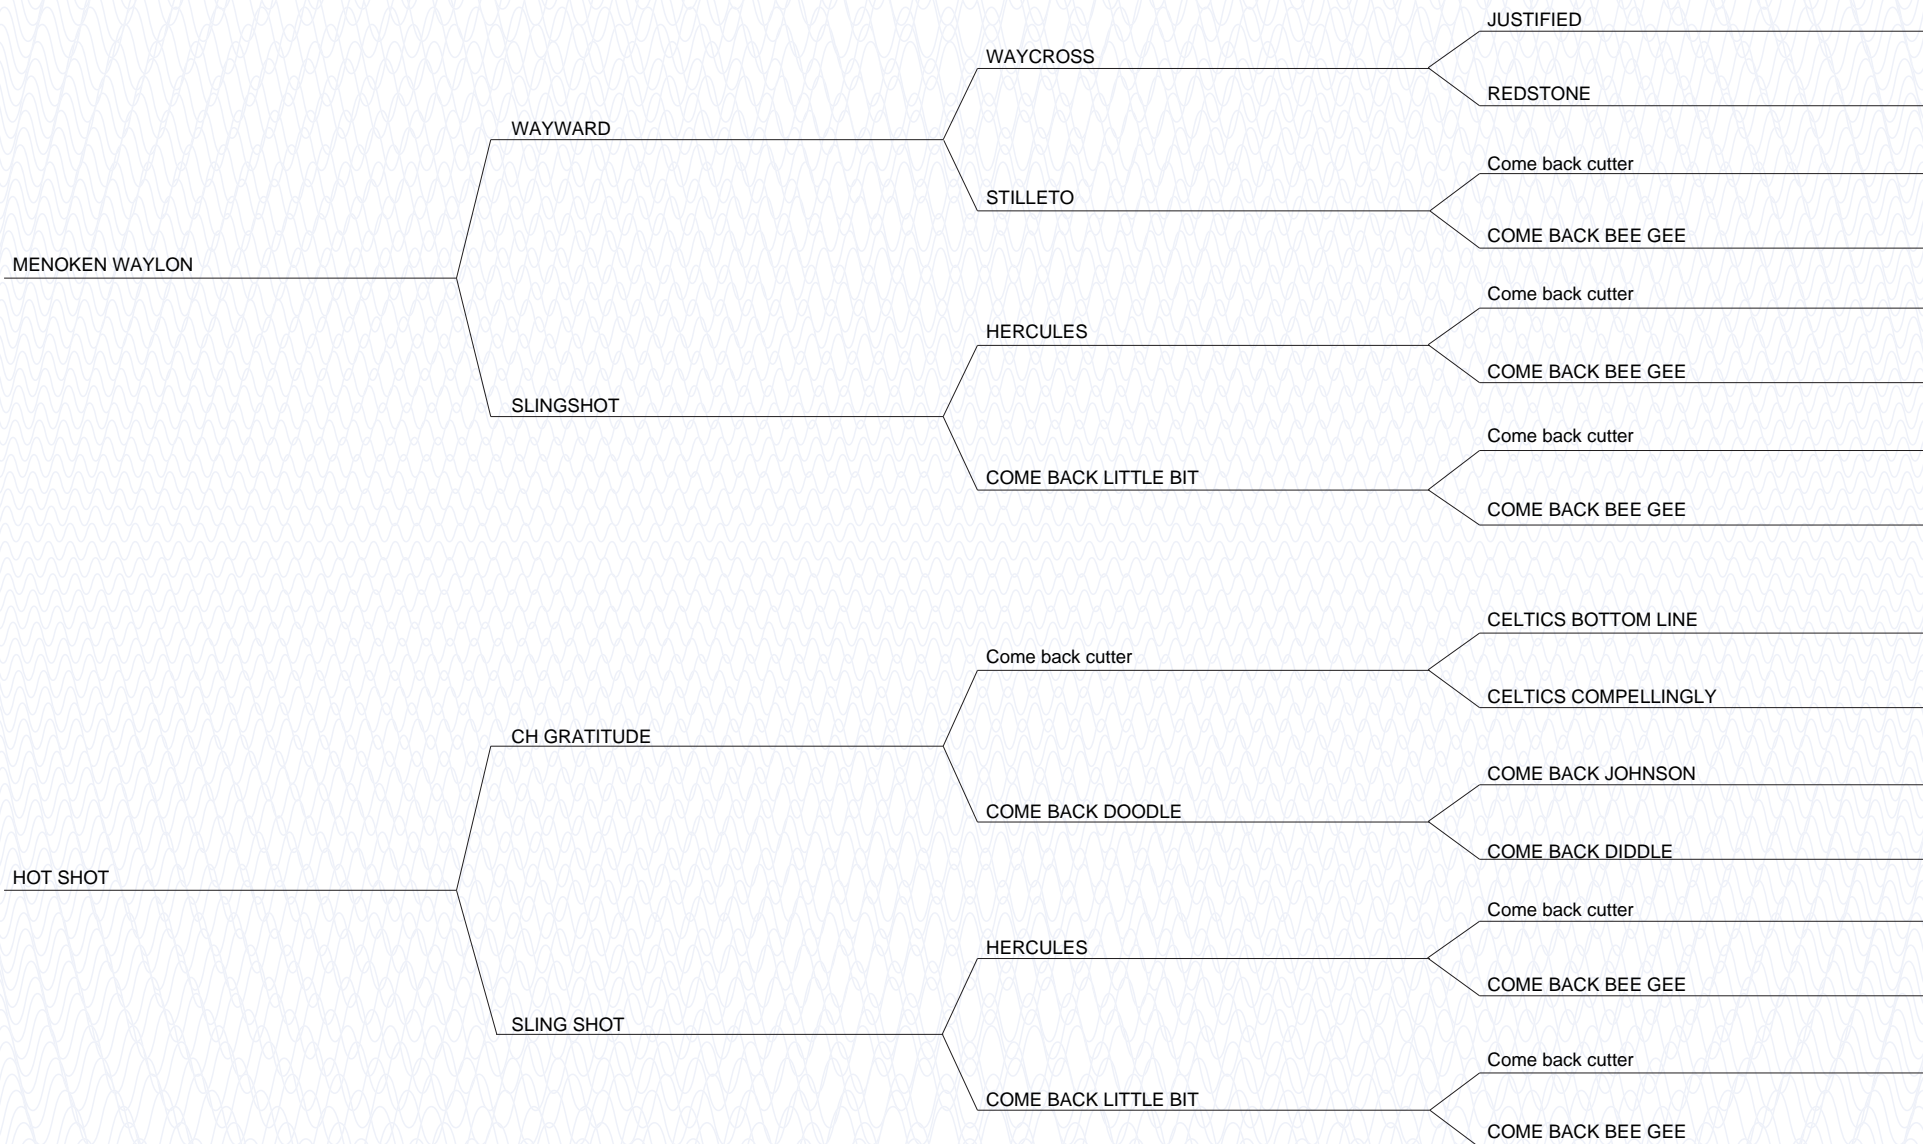 JUSTIFIED
WAYCROSS
REDSTONE
WAYWARD
Come back cutter
STILLETO
COME BACK BEE GEE
MENOKEN WAYLON
Come back cutter
HERCULES
COME BACK BEE GEE
SLINGSHOT
Come back cutter
COME BACK LITTLE BIT
COME BACK BEE GEE
CELTICS BOTTOM LINE
Come back cutter
CELTICS COMPELLINGLY
CH GRATITUDE
COME BACK JOHNSON
COME BACK DOODLE
COME BACK DIDDLE
HOT SHOT
Come back cutter
HERCULES
COME BACK BEE GEE
SLING SHOT
Come back cutter
COME BACK LITTLE BIT
COME BACK BEE GEE